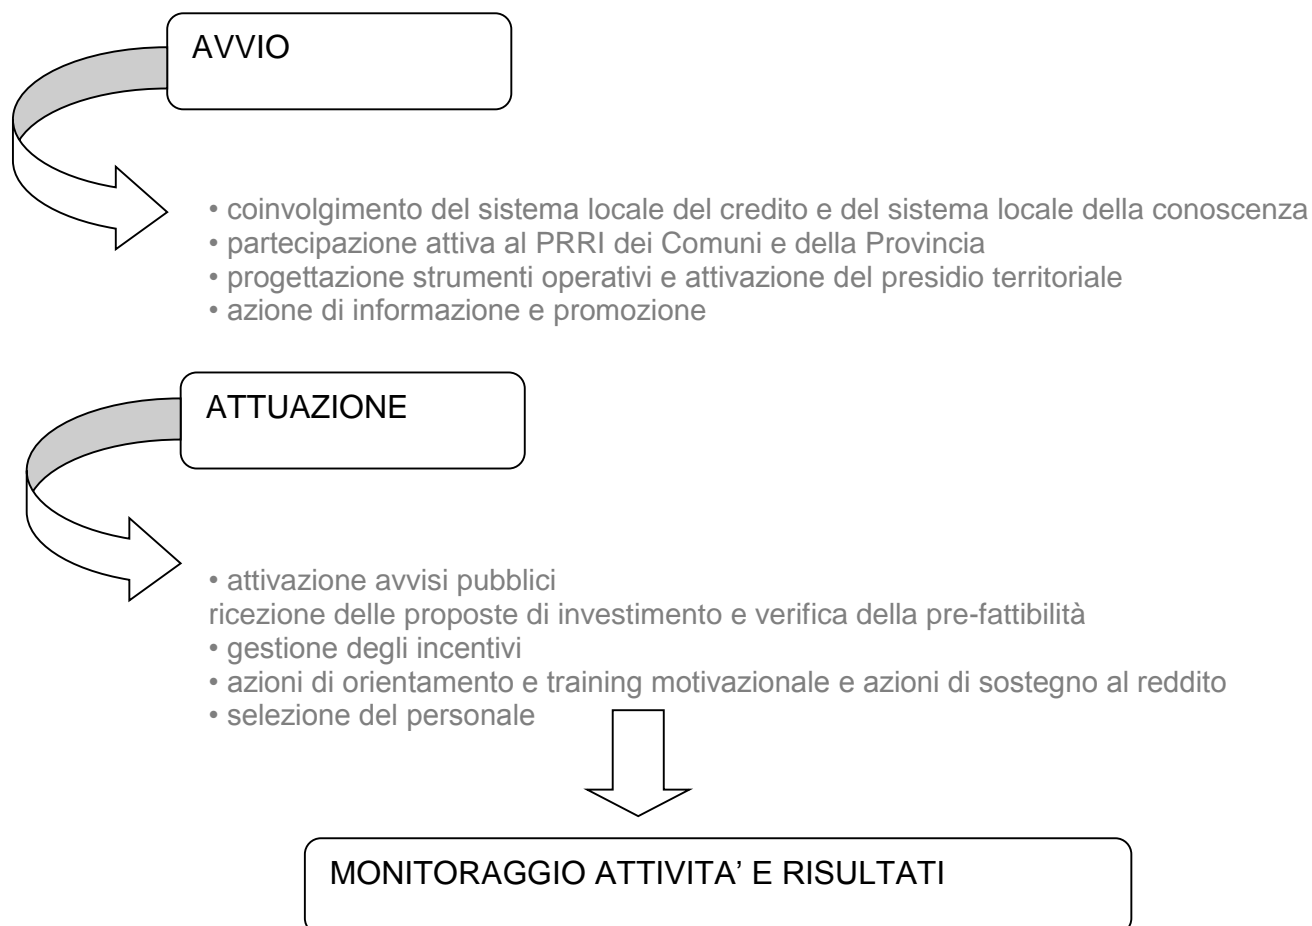 AVVIO
• coinvolgimento del sistema locale del credito e del sistema locale della conoscenza
• partecipazione attiva al PRRI dei Comuni e della Provincia
• progettazione strumenti operativi e attivazione del presidio territoriale
• azione di informazione e promozione
ATTUAZIONE
• attivazione avvisi pubblici
ricezione delle proposte di investimento e verifica della pre-fattibilità
• gestione degli incentivi
• azioni di orientamento e training motivazionale e azioni di sostegno al reddito
• selezione del personale
MONITORAGGIO ATTIVITA’ E RISULTATI